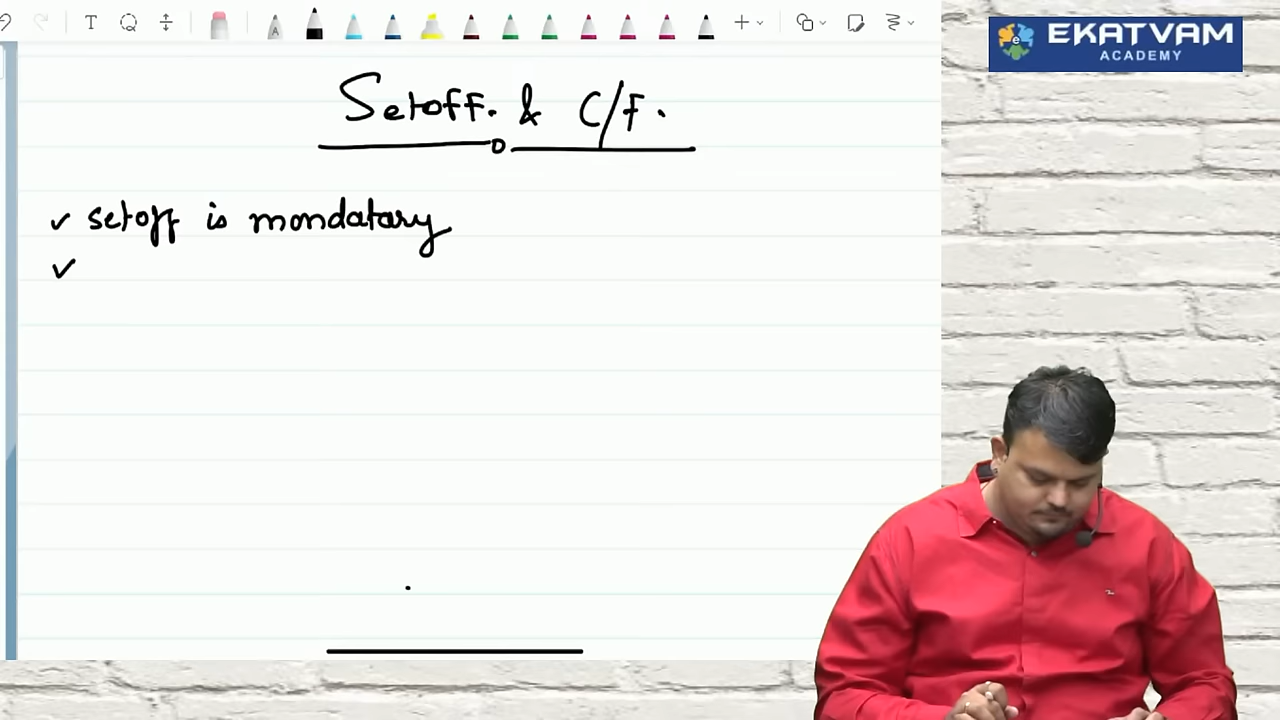 EKATVAM
ACADEMY
Setoff. & C/F.
✓ setoff is mondatary
✓